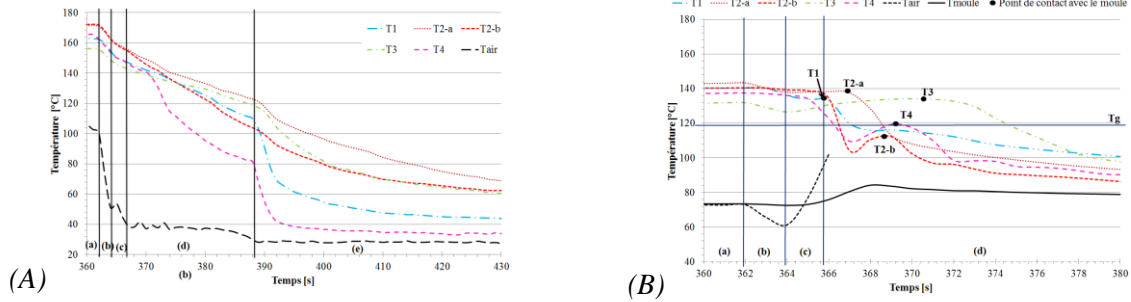 T1 T2-a T2-b
T3 T4 Tair
Température [°C]
180
160
140
120
100
80
60
40
20
(a) (b) (c) (d) (e)
360 370 380 390 400 410 420 430
(b) Temps [s]
(A)
T1 T2-a T2-b T3 T4 Tair Tmoule Point de contact avec le moule
Température [°C]
180
160
140
120
100
80
60
40
T1
T2-a
T3
T4
T2-b
Tg
(a) (b) (c) (d)
360 362 364 366 368 370 372 374 376 378 380
Temps [s]
(B)